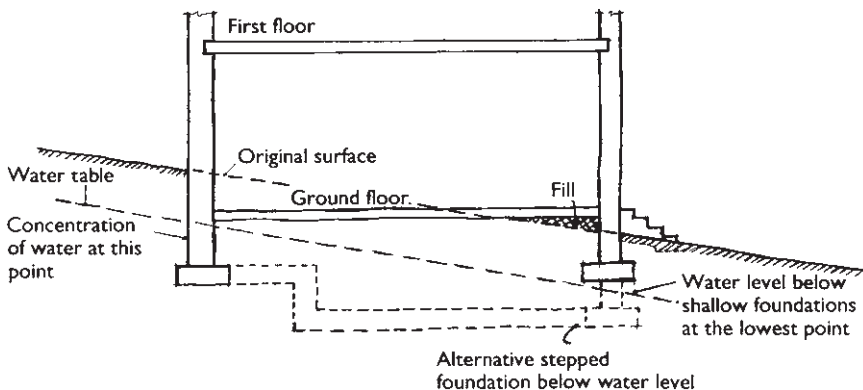 First floor
Original surface
Water table
Ground floor
Fill
Concentration
of water at this
point
Water level below
shallow foundations
at the lowest point
Alternative stepped
foundation below water level